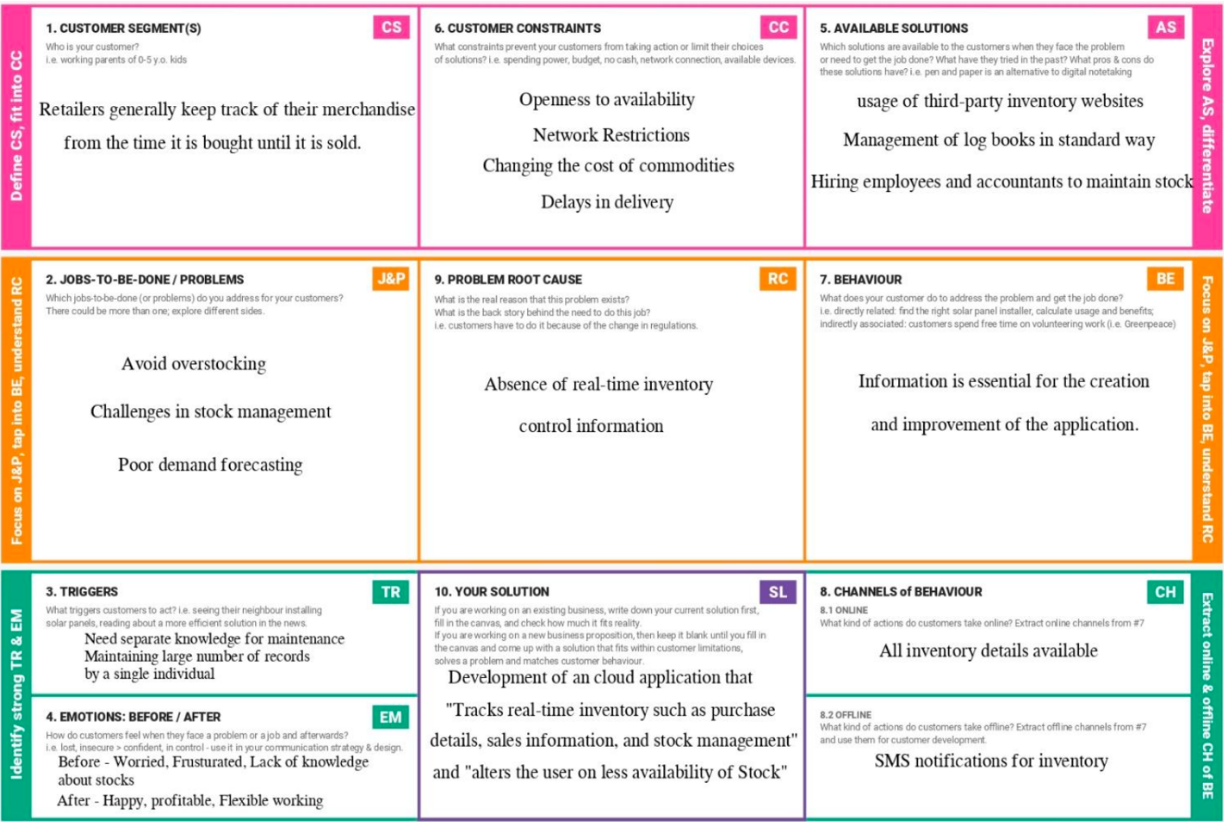 Define CS, fit into CC
1. CUSTOMER SEGMENT(S)
CS
Who is your customer?
i.e. working parents of 0-5 y.o. kids
Retailers generally keep track of their merchandise
from the time it is bought until it is sold.
6. CUSTOMER CONSTRAINTS
CC
What constraints prevent your customers from taking action or limit their choices
of solutions? i.e. spending power, budget, no cash, network connection, available devices.
Openness to availability
Network Restrictions
Changing the cost of commodities
Delays in delivery
5. AVAILABLE SOLUTIONS
AS
Which solutions are available to the customers when they face the problem
or need to get the job done? What have they tried in the past? What pros & cons do
these solutions have? i.e. pen and paper is an alternative to digital notetaking
usage of third-party inventory websites
Management of log books in standard way
Hiring employees and accountants to maintain stock
Explore AS, differentiate
Focus on J&P, tap into BE, understand RC
2. JOBS-TO-BE-DONE / PROBLEMS
J&P
Which jobs-to-be-done (or problems) do you address for your customers?
There could be more than one; explore different sides.
Avoid overstocking
Challenges in stock management
Poor demand forecasting
9. PROBLEM ROOT CAUSE
RC
What is the real reason that this problem exists?
What is the back story behind the need to do this job?
i.e. customers have to do it because of the change in regulations.
Absence of real-time inventory
control information
7. BEHAVIOUR
BE
What does your customer do to address the problem and get the job done?
i.e. directly related: find the right solar panel installer, calculate usage and benefits;
indirectly associated: customers spend free time on volunteering work (i.e. Greenpeace)
Information is essential for the creation
and improvement of the application.
Focus on J&P, tap into BE, understand RC
Identify strong TR & EM
3. TRIGGERS
TR
What triggers customers to act? i.e. seeing their neighbour installing
solar panels, reading about a more efficient solution in the news.
Need separate knowledge for maintenance
Maintaining large number of records
by a single individual
4. EMOTIONS: BEFORE / AFTER
EM
How do customers feel when they face a problem or a job and afterwards?
i.e. lost, insecure > confident, in control - use it in your communication strategy & design.
Before - Worried, Frusturated, Lack of knowledge
about stocks
After - Happy, profitable, Flexible working
10. YOUR SOLUTION
SL
If you are working on an existing business, write down your current solution first,
fill in the canvas, and check how much it fits reality.
If you are working on a new business proposition, then keep it blank until you fill in
the canvas and come up with a solution that fits within customer limitations,
solves a problem and matches customer behaviour.
Development of an cloud application that
"Tracks real-time inventory such as purchase
details, sales information, and stock management"
and "alters the user on less availability of Stock"
8. CHANNELS of BEHAVIOUR
CH
8.1 ONLINE
What kind of actions do customers take online? Extract online channels from #7
All inventory details available
8.2 OFFLINE
What kind of actions do customers take offline? Extract offline channels from #7
and use them for customer development.
SMS notifications for inventory
Extract online & offline CH of BE